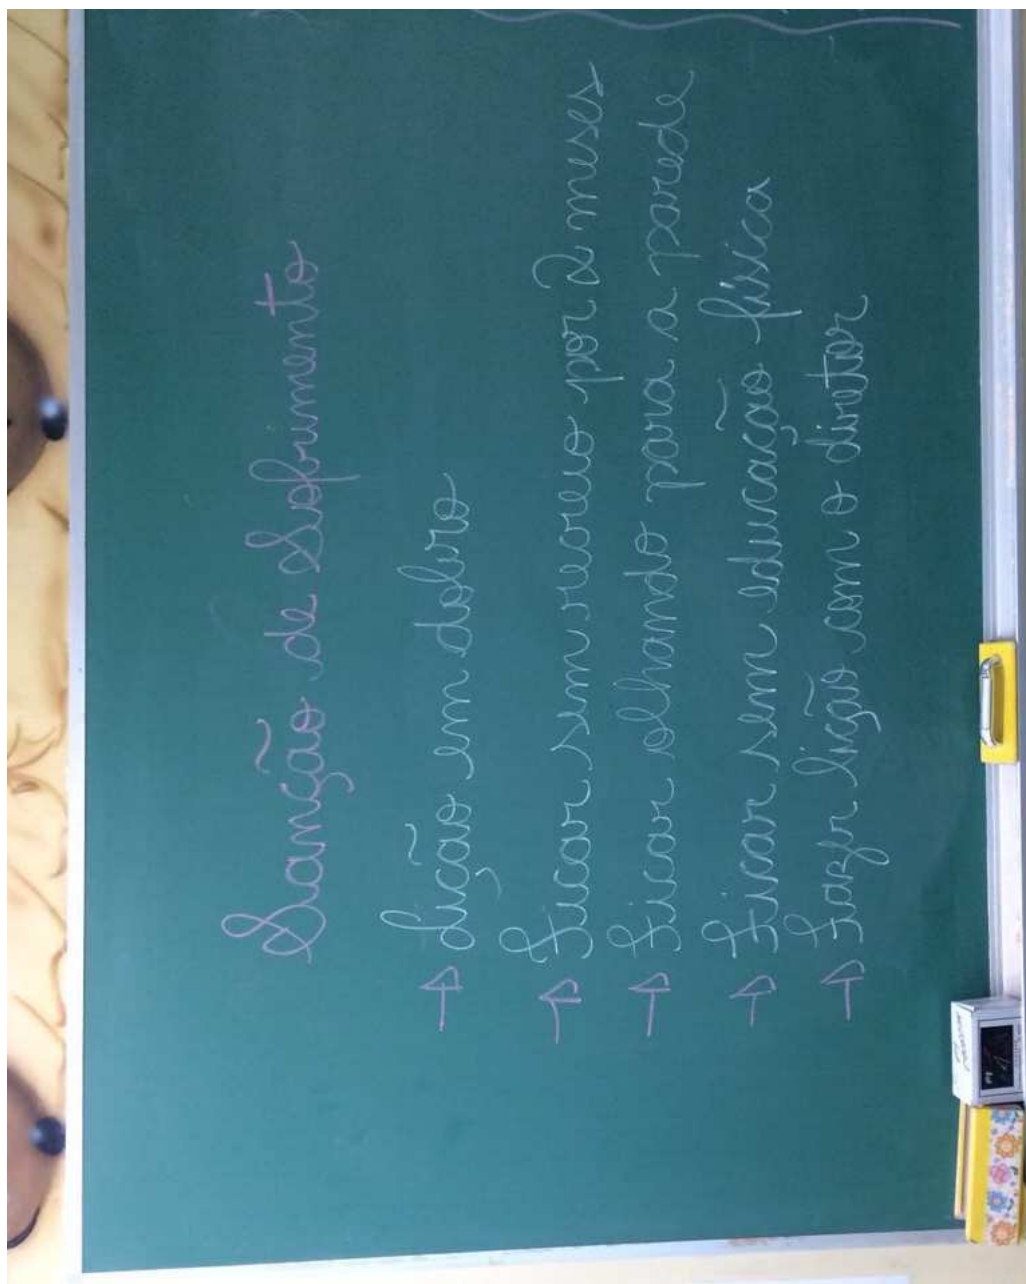 Sanção de Sofrimento
→ Lição em dobro
→ Ficar sem recreio por 2 meses
→ Ficar olhando para a parede
→ Ficar sem educação física
→ Fazer lição com o diretor